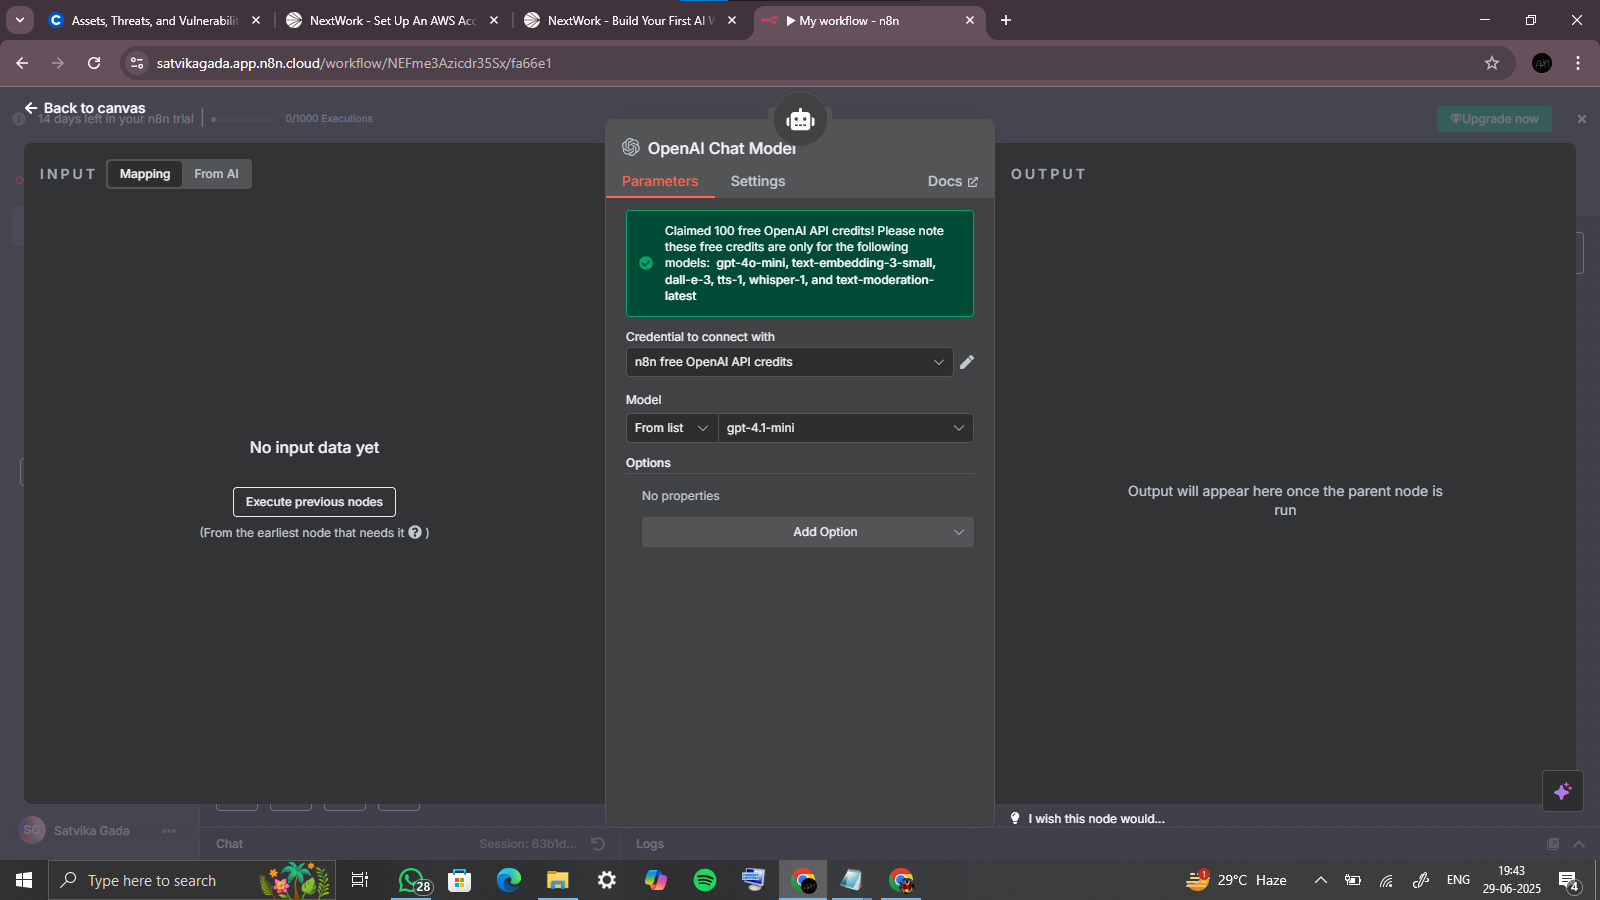 Assets, Threats, and Vulnerabilit
NextWork - Set Up An AWS Acc
NextWork - Build Your First AI W
My workflow - n8n
satvikagada.app.n8n.cloud/workflow/NEFme3Azicdr35Sx/fa66e1
Back to canvas
14 days left in your n8n trial
0/1000 Executions
Upgrade now
INPUT
Mapping
From AI
OpenAI Chat Model
Parameters
Settings
Docs
OUTPUT
Claimed 100 free OpenAI API credits! Please note
these free credits are only for the following
models: gpt-4o-mini, text-embedding-3-small,
dall-e-3, tts-1, whisper-1, and text-moderation-
latest
Credential to connect with
n8n free OpenAI API credits
Model
From list
gpt-4.1-mini
Options
No properties
Add Option
No input data yet
Execute previous nodes
(From the earliest node that needs it ? )
Output will appear here once the parent node is
run
I wish this node would...
SG
Satvika Gada
Chat
Session: 63b1d...
Logs
Type here to search
28
1
29°C Haze
ENG
19:43
29-06-2025
4